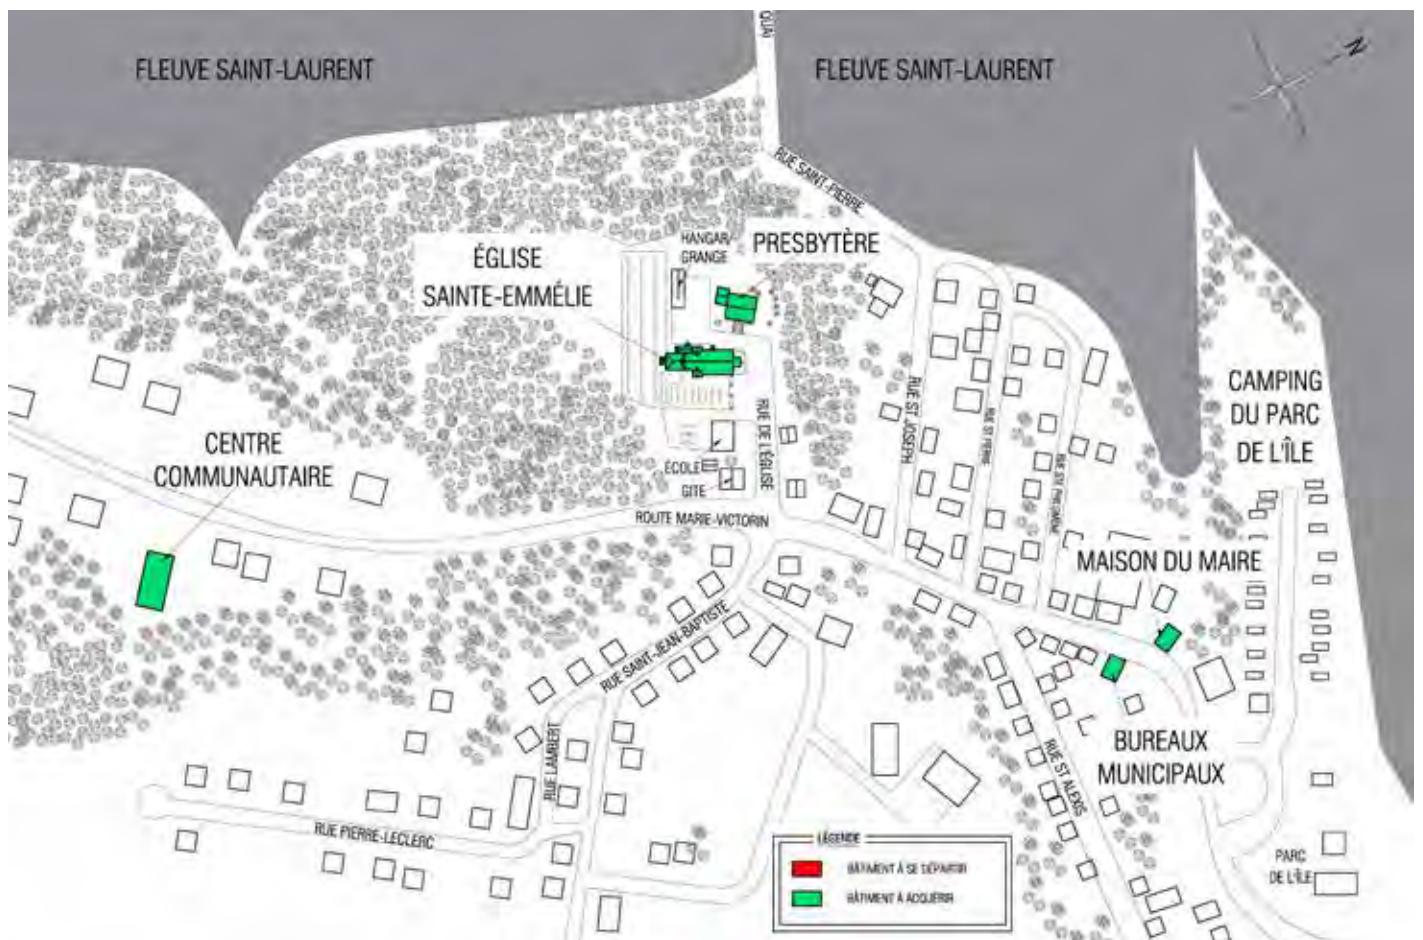 QUAI
FLEUVE SAINT-LAURENT
FLEUVE SAINT-LAURENT
N
RUE SAINT-PIERRE
HANGAR/
GRANGE
PRESBYTÈRE
ÉGLISE
SAINTE-EMMÉLIE
CAMPING
DU PARC
DE L'ÎLE
CENTRE
COMMUNAUTAIRE
RUE DE L'ÉGLISE
RUE ST JOSEPH
RUE ST PIERRE
ÉCOLE
GITE
ROUTE MARIE-VICTORIN
MAISON DU MAIRE
RUE SAINT-JEAN-BAPTISTE
RUE LAMBERT
BUREAUX
MUNICIPAUX
RUE ST ALEXIS
RUE PIERRE-LECLERC
LÉGENDE
BÂTIMENT À SE DÉPARTIR
BÂTIMENT À ACQUÉRIR
PARC
DE L'ÎLE